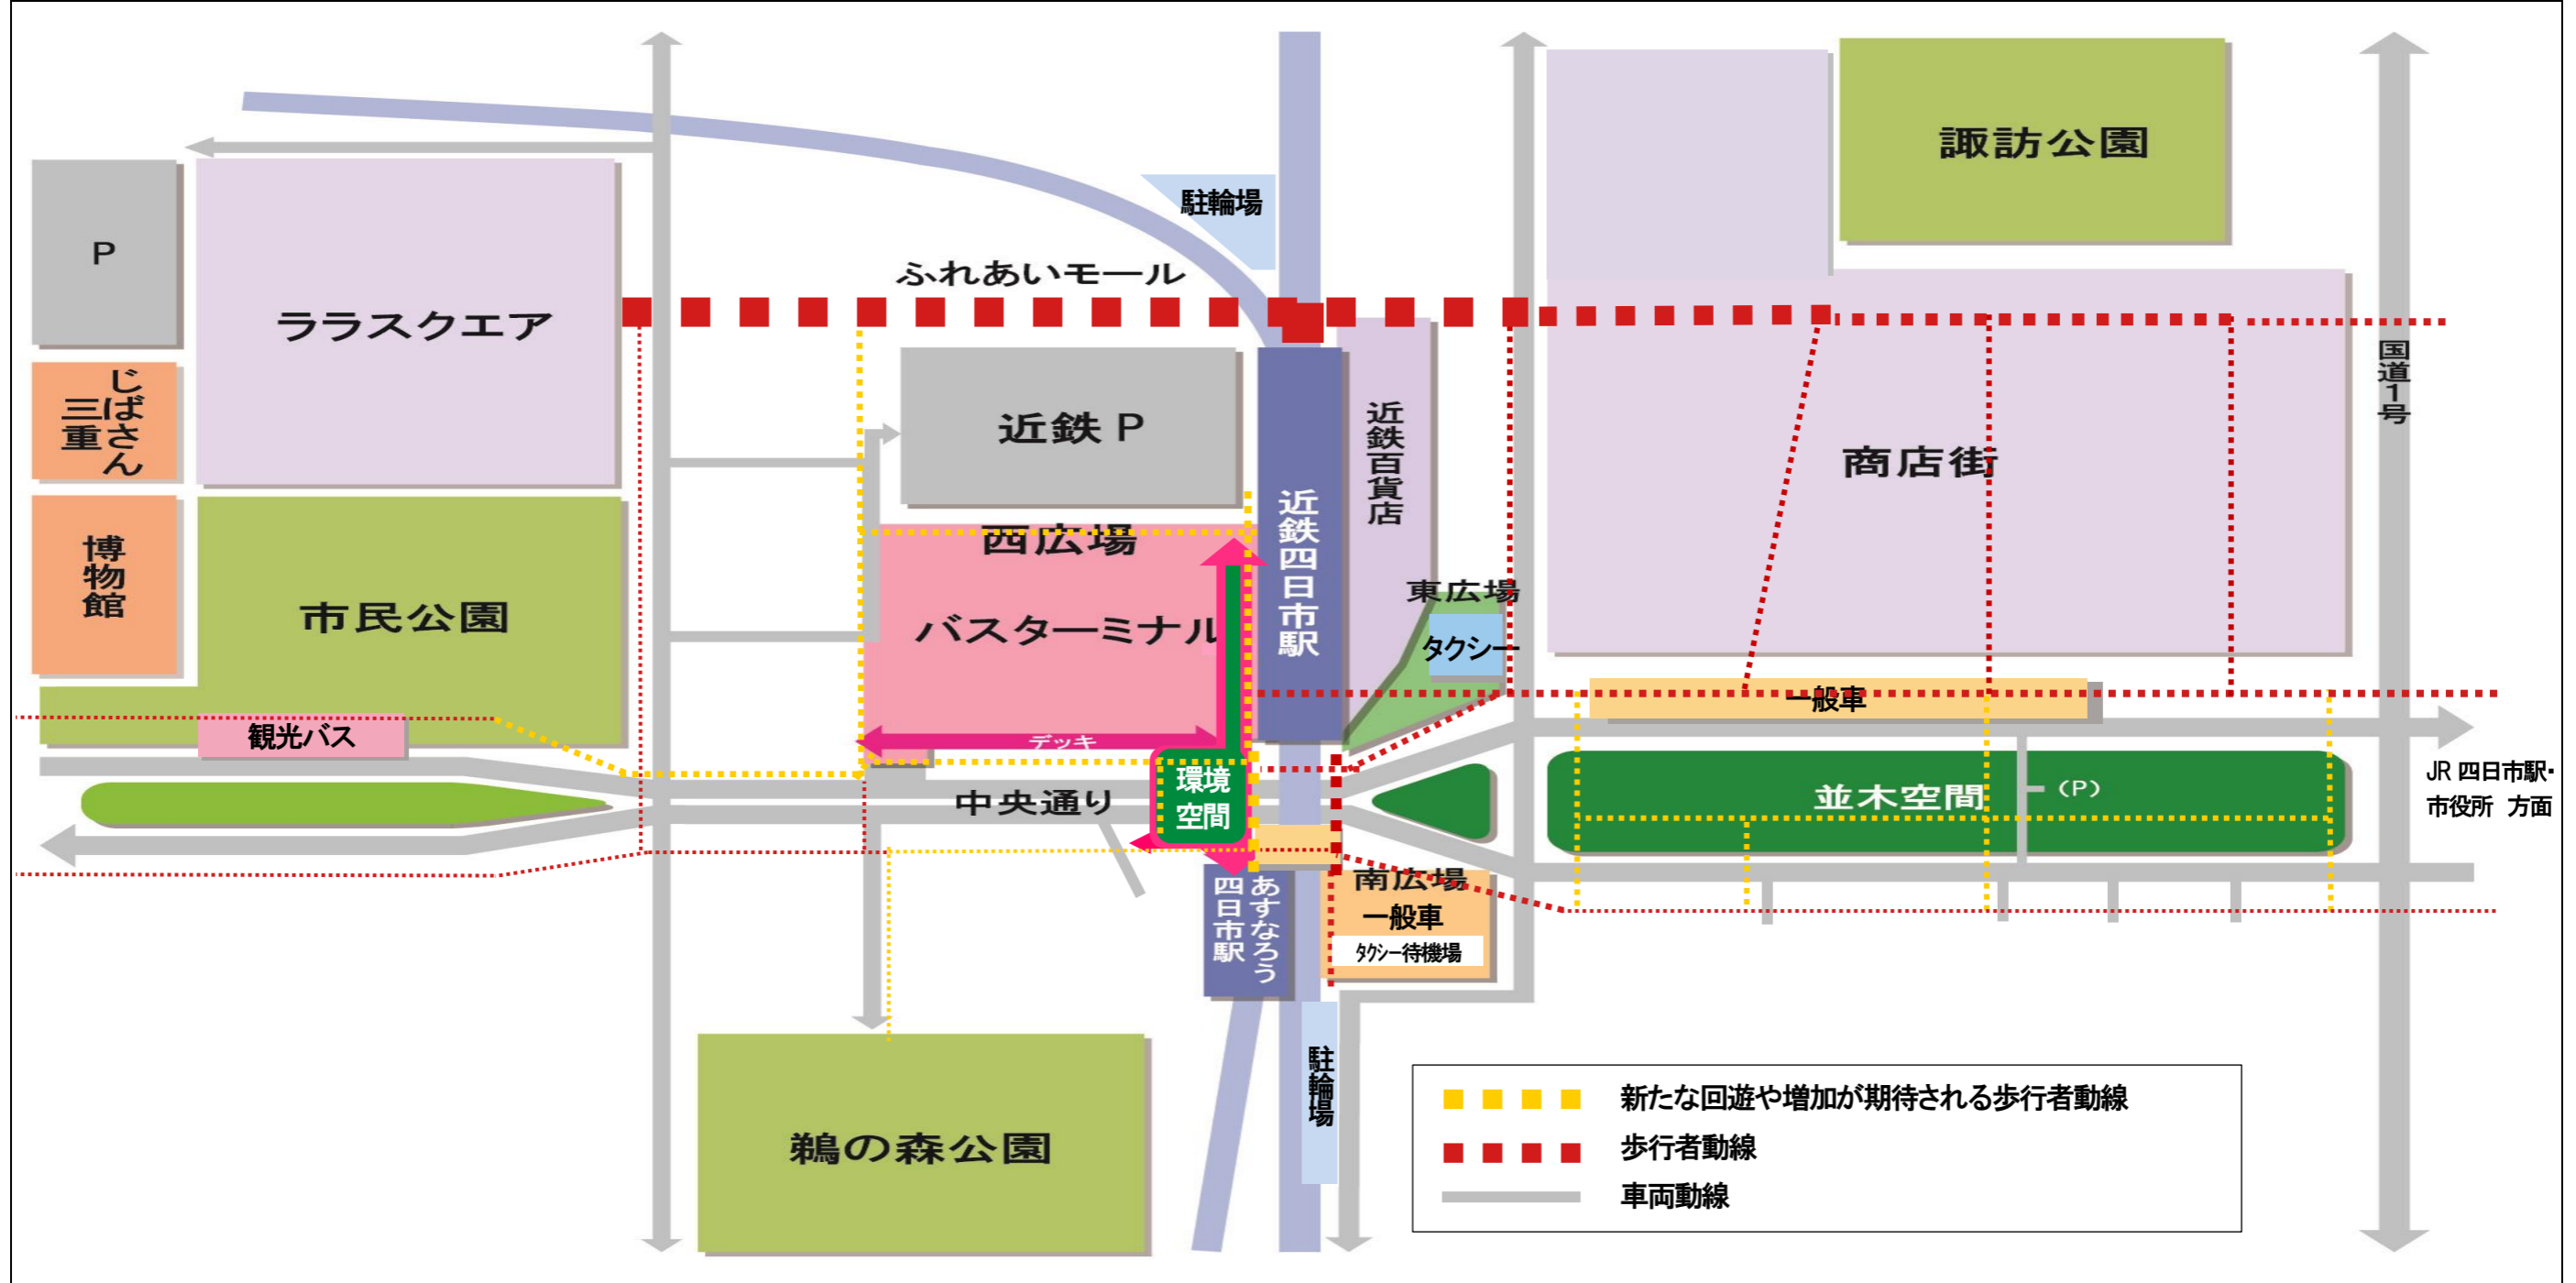 諏訪公園
駐輪場
P
ふれあいモール
ララスクエア
国道1号
じばさん
三重
近鉄 P
近鉄百貨店
商店街
西広場
近鉄四日市駅
博物館
市民公園
バスターミナル
東広場
タクシー
一般車
観光バス
デッキ
JR 四日市駅・
市役所 方面
環境
空間
中央通り
並木空間
(P)
あすなろう
四日市駅
南広場
一般車
タクシー待機場
駐輪場
鵜の森公園
新たな回遊や増加が期待される歩行者動線
歩行者動線
車両動線